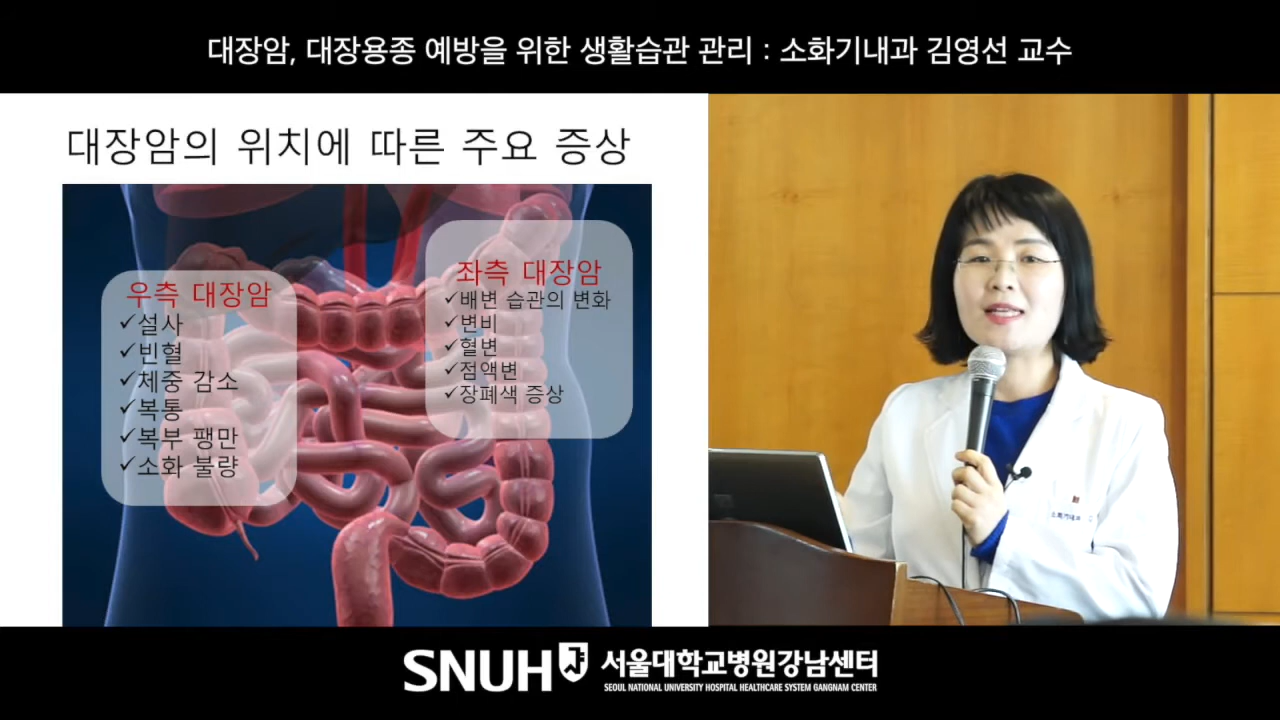 대장암, 대장용종 예방을 위한 생활습관 관리 : 소화기내과 김영선 교수
대장암의 위치에 따른 주요 증상
우측 대장암
✓설사
✓빈혈
✓체중 감소
✓복통
✓복부 팽만
✓소화 불량
좌측 대장암
✓배변 습관의 변화
✓변비
✓혈변
✓점액변
✓장폐색 증상
소화기내과
SNUH 서울대학교병원강남센터
SEOUL NATIONAL UNIVERSITY HOSPITAL HEALTHCARE SYSTEM GANGNAM CENTER